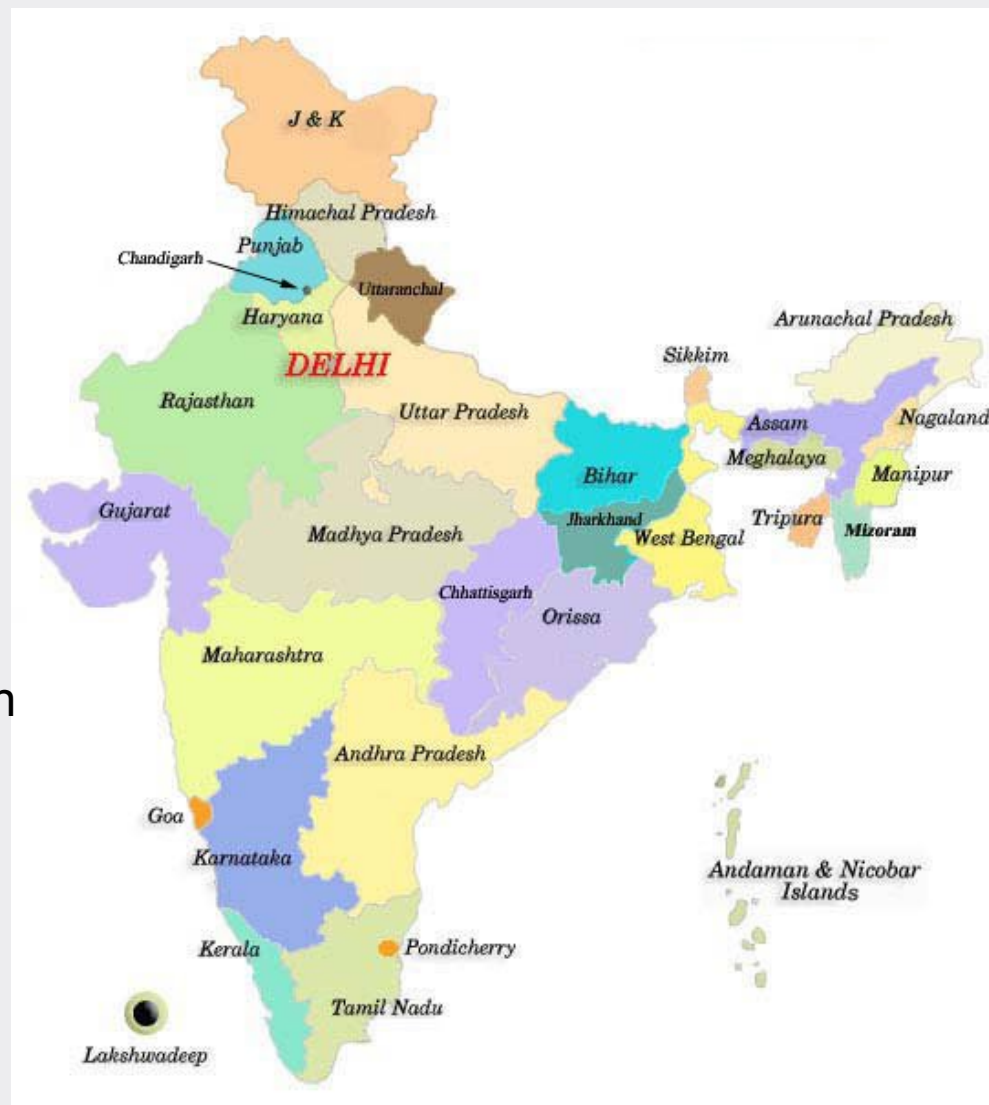 J & K
Himachal Pradesh
Punjab
Chandigarh
Uttaranchal
Haryana
Arunachal Pradesh
DELHI
Sikkim
Rajasthan
Uttar Pradesh
Assam
Nagaland
Meghalaya
Bihar
Manipur
Gujarat
Jharkhand
Tripura
Madhya Pradesh
West Bengal
Mizoram
Chhattisgarh
Orissa
Maharashtra
n
Andhra Pradesh
Goa
Karnataka
Andaman & Nicobar
Islands
Kerala
Pondicherry
Tamil Nadu
Lakshwadeep